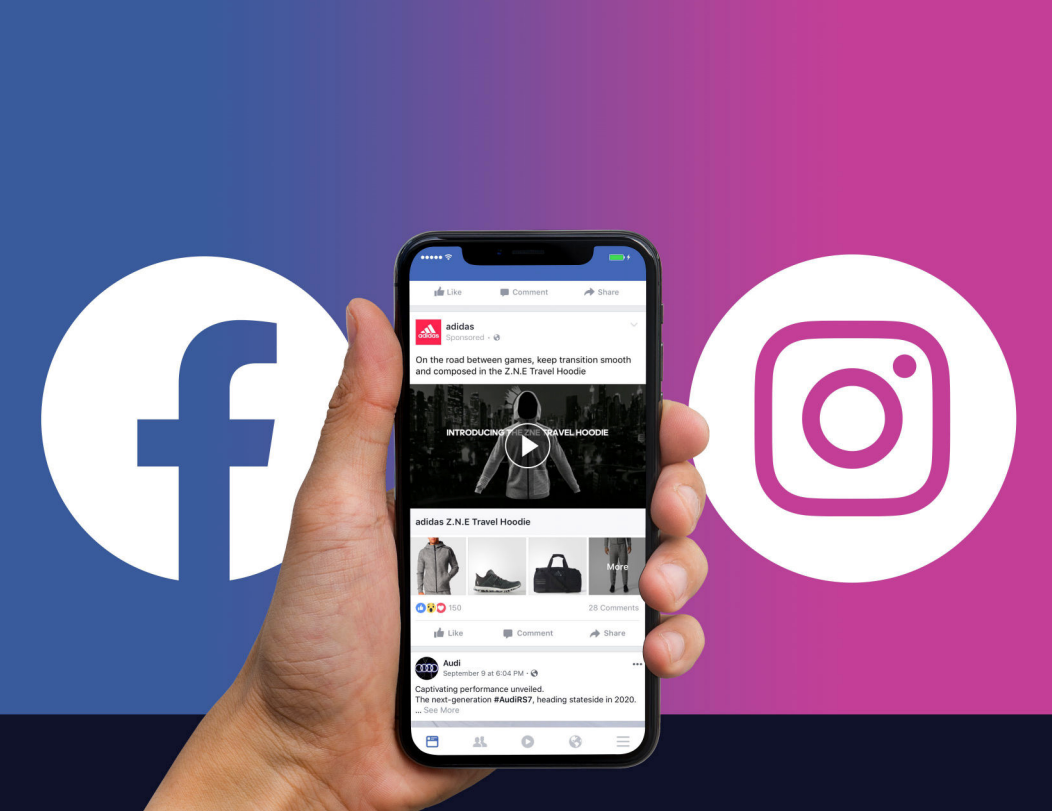 Like Comment Share
adidas
adidas
Sponsored ·
On the road between games, keep transition smooth
and composed in the Z.N.E Travel Hoodie
INTRODUCING THE ZNE TRAVEL HOODIE
adidas Z.N.E Travel Hoodie
More
150 28 Comments
Like Comment Share
Audi
September 9 at 6:04 PM ·
Captivating performance unveiled.
The next-generation #AudiRS7, heading stateside in 2020.
... See More